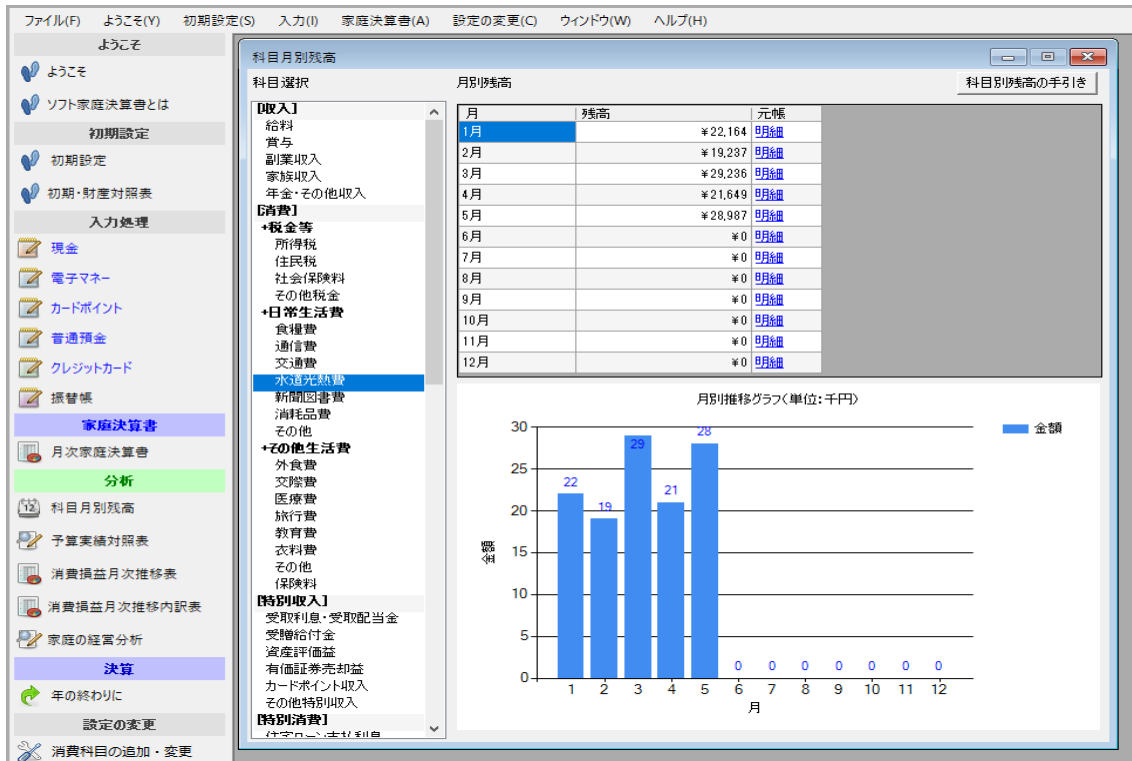 ファイル(F) ようこそ(Y) 初期設定(S) 入力(I) 家庭決算書(A) 設定の変更(C) ウィンドウ(W) ヘルプ(H)
ようこそ
ようこそ
ソフト家庭決算書とは
初期設定
初期設定
初期・財産対照表
入力処理
現金
電子マネー
カードポイント
普通預金
クレジットカード
振替帳
家庭決算書
月次家庭決算書
分析
科目月別残高
予算実績対照表
消費損益月次推移表
消費損益月次推移内訳表
家庭の経営分析
決算
年の終わりに
設定の変更
消費科目の追加・変更
科目月別残高
科目選択
[収入]
給料
賞与
副業収入
家族収入
年金・その他収入
[消費]
+税金等
所得税
住民税
社会保険料
その他税金
+日常生活費
食糧費
通信費
交通費
水道光熱費
新聞図書費
消耗品費
その他
+その他生活費
外食費
交際費
医療費
旅行費
教育費
衣料費
その他
保険料
[特別収入]
受取利息・受取配当金
受贈給付金
資産評価益
有価証券売却益
カードポイント収入
その他特別収入
[特別消費]
住宅ローン支払利息
月別残高
科目別残高の手引き
月 残高 元帳
1月 ¥22,164 明細
2月 ¥19,237 明細
3月 ¥29,236 明細
4月 ¥21,649 明細
5月 ¥28,987 明細
6月 ¥0 明細
7月 ¥0 明細
8月 ¥0 明細
9月 ¥0 明細
10月 ¥0 明細
11月 ¥0 明細
12月 ¥0 明細
月別推移グラフ(単位:千円)
金額
金額
30
25
20
15
10
5
0
22 19 29 21 28 0 0 0 0 0 0 0
1 2 3 4 5 6 7 8 9 10 11 12
月